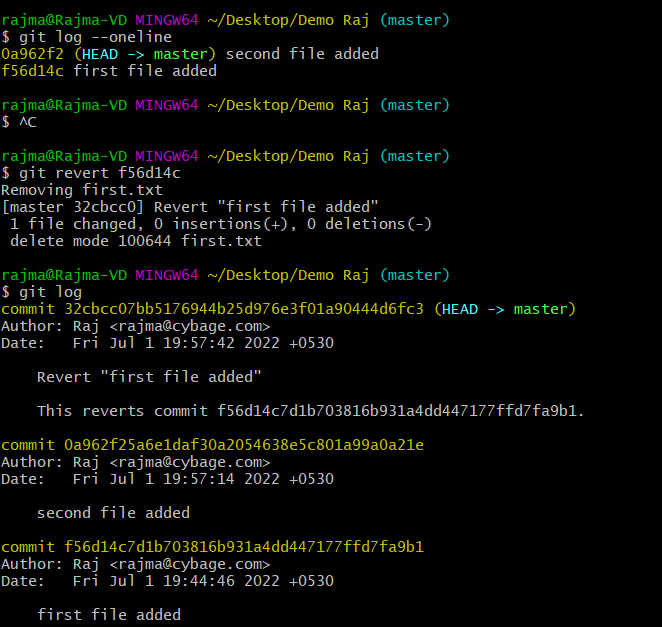 rajma@Rajma-VD MINGW64 ~/Desktop/Demo Raj (master)
$ git log --oneline
0a962f2 (HEAD -> master) second file added
f56d14c first file added
rajma@Rajma-VD MINGW64 ~/Desktop/Demo Raj (master)
$ ^C
rajma@Rajma-VD MINGW64 ~/Desktop/Demo Raj (master)
$ git revert f56d14c
Removing first.txt
[master 32cbcc0] Revert "first file added"
 1 file changed, 0 insertions(+), 0 deletions(-)
 delete mode 100644 first.txt
rajma@Rajma-VD MINGW64 ~/Desktop/Demo Raj (master)
$ git log
commit 32cbcc07bb5176944b25d976e3f01a90444d6fc3 (HEAD -> master)
Author: Raj <rajma@cybage.com>
Date:   Fri Jul 1 19:57:42 2022 +0530
    Revert "first file added"
    This reverts commit f56d14c7d1b703816b931a4dd447177ffd7fa9b1.
commit 0a962f25a6e1daf30a2054638e5c801a99a0a21e
Author: Raj <rajma@cybage.com>
Date:   Fri Jul 1 19:57:14 2022 +0530
    second file added
commit f56d14c7d1b703816b931a4dd447177ffd7fa9b1
Author: Raj <rajma@cybage.com>
Date:   Fri Jul 1 19:44:46 2022 +0530
    first file added